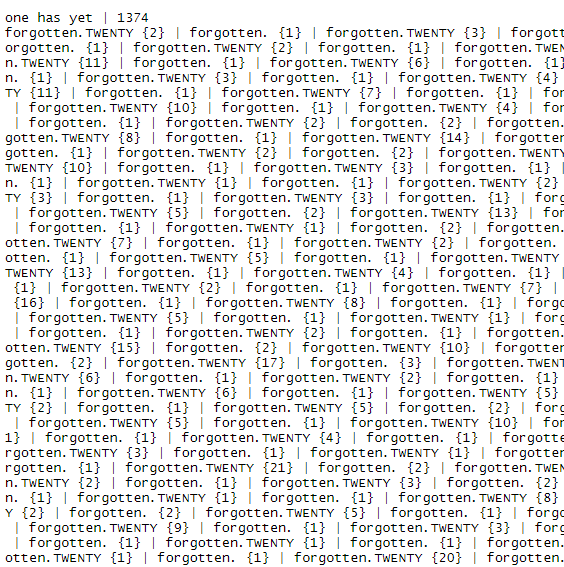 one has yet | 1374
forgotten.TWENTY {2} | forgotten. {1} | forgotten.TWENTY {3} | forgott
orgotten. {1} | forgotten.TWENTY {2} | forgotten. {1} | forgotten.TWEN
n.TWENTY {11} | forgotten. {1} | forgotten.TWENTY {6} | forgotten. {1}
n. {1} | forgotten.TWENTY {3} | forgotten. {1} | forgotten.TWENTY {4}
TY {11} | forgotten. {1} | forgotten.TWENTY {7} | forgotten. {1} | for
| forgotten.TWENTY {10} | forgotten. {1} | forgotten.TWENTY {4} | for
| forgotten. {1} | forgotten.TWENTY {2} | forgotten. {2} | forgotten.
gotten.TWENTY {8} | forgotten. {1} | forgotten.TWENTY {14} | forgotten
gotten. {1} | forgotten.TWENTY {2} | forgotten. {2} | forgotten.TWENTY
TWENTY {10} | forgotten. {1} | forgotten.TWENTY {3} | forgotten. {1} |
n. {1} | forgotten.TWENTY {1} | forgotten. {1} | forgotten.TWENTY {2}
TY {3} | forgotten. {1} | forgotten.TWENTY {3} | forgotten. {1} | forg
| forgotten.TWENTY {5} | forgotten. {2} | forgotten.TWENTY {13} | forg
| forgotten. {1} | forgotten.TWENTY {1} | forgotten. {2} | forgotten.
otten.TWENTY {7} | forgotten. {1} | forgotten.TWENTY {2} | forgotten.
otten. {1} | forgotten.TWENTY {5} | forgotten. {1} | forgotten.TWENTY
TWENTY {13} | forgotten. {1} | forgotten.TWENTY {4} | forgotten. {1} |
{1} | forgotten.TWENTY {2} | forgotten. {1} | forgotten.TWENTY {7} |
{16} | forgotten. {1} | forgotten.TWENTY {8} | forgotten. {1} | forgo
| forgotten.TWENTY {5} | forgotten. {1} | forgotten.TWENTY {1} | forg
| forgotten. {1} | forgotten.TWENTY {2} | forgotten. {1} | forgotten.
otten.TWENTY {15} | forgotten. {2} | forgotten.TWENTY {10} | forgotten
gotten. {2} | forgotten.TWENTY {17} | forgotten. {3} | forgotten.TWENT
n.TWENTY {6} | forgotten. {1} | forgotten.TWENTY {2} | forgotten. {1}
n. {1} | forgotten.TWENTY {6} | forgotten. {1} | forgotten.TWENTY {5}
TY {2} | forgotten. {1} | forgotten.TWENTY {5} | forgotten. {2} | forg
| forgotten.TWENTY {5} | forgotten. {1} | forgotten.TWENTY {10} | for
1} | forgotten. {1} | forgotten.TWENTY {4} | forgotten. {1} | forgotte
rgotten.TWENTY {3} | forgotten. {1} | forgotten.TWENTY {1} | forgotten
rgotten. {1} | forgotten.TWENTY {21} | forgotten. {2} | forgotten.TWEN
n.TWENTY {2} | forgotten. {1} | forgotten.TWENTY {3} | forgotten. {2}
n. {1} | forgotten.TWENTY {1} | forgotten. {1} | forgotten.TWENTY {8}
Y {2} | forgotten. {2} | forgotten.TWENTY {5} | forgotten. {1} | forgo
| forgotten.TWENTY {9} | forgotten. {1} | forgotten.TWENTY {3} | forg
| forgotten. {1} | forgotten.TWENTY {1} | forgotten. {1} | forgotten.
otten.TWENTY {1} | forgotten. {1} | forgotten.TWENTY {20} | forgotten.